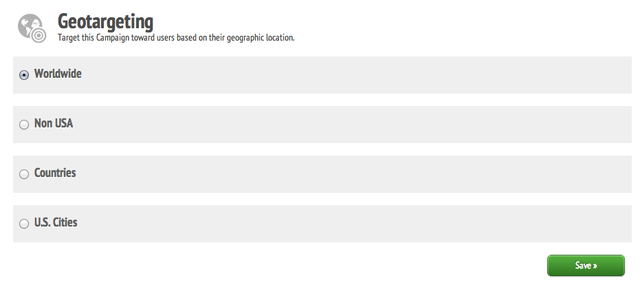 Geotargeting
Target this Campaign toward users based on their geographic location.
Worldwide
Non USA
Countries
U.S. Cities
Save »